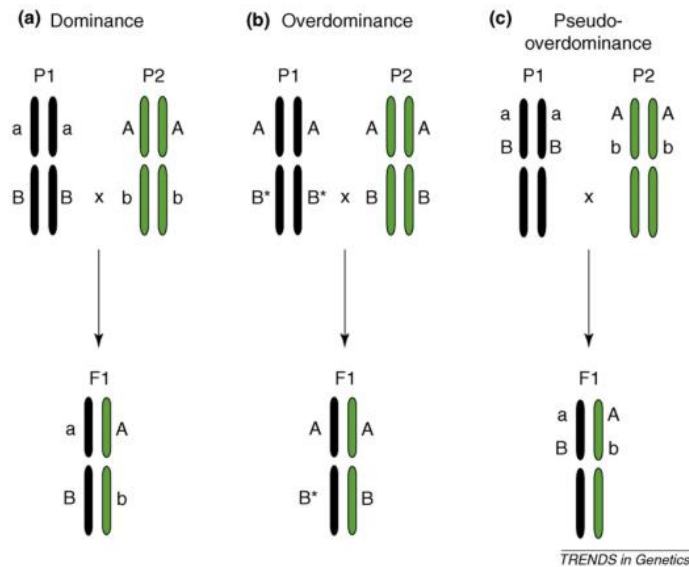 (a) Dominance
P1 P2
a a A A
B B x b b
F1
a A
B b
(b) Overdominance
P1 P2
A A A A
B* B* x B B
F1
A A
B* B
(c) Pseudo-
overdominance
P1 P2
a a A A
B B b b
x
F1
a A
B b
TRENDS in Genetics